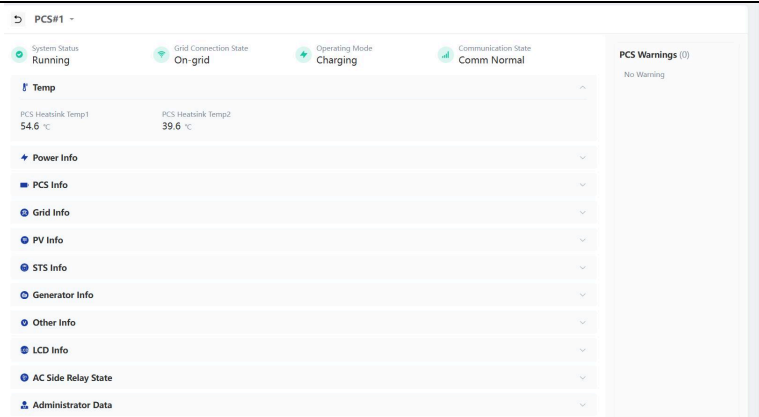 PCS#1
System Status
Running
Grid Connection State
On-grid
Operating Mode
Charging
Communication State
Comm Normal
PCS Warnings (0)
No Warning
Temp
PCS Heatsink Temp1
54.6 ℃
PCS Heatsink Temp2
39.6 ℃
Power Info
PCS Info
Grid Info
PV Info
STS Info
Generator Info
Other Info
LCD Info
AC Side Relay State
Administrator Data